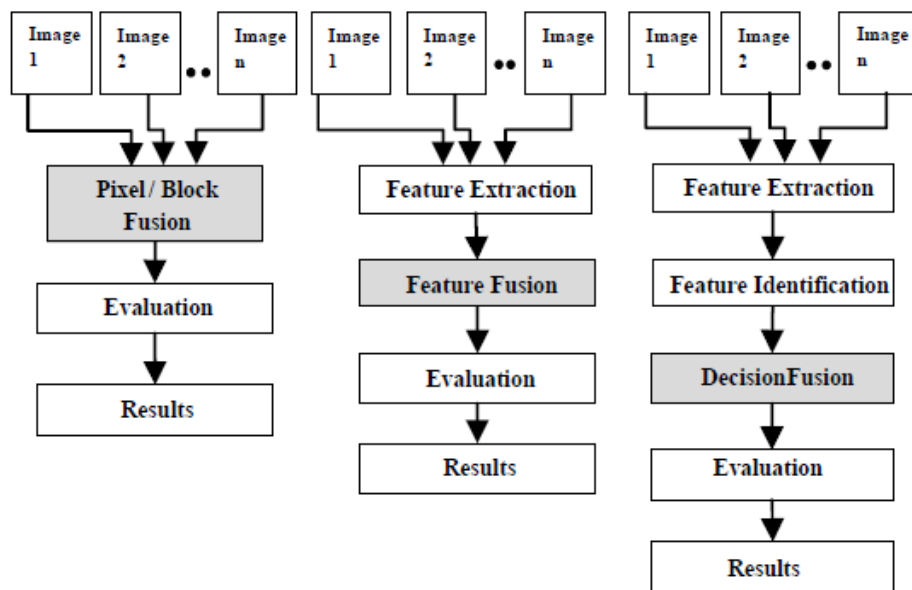 Image
1
Image
2
Image
n
Pixel / Block
Fusion
Evaluation
Results
Image
1
Image
2
Image
n
Feature Extraction
Feature Fusion
Evaluation
Results
Image
1
Image
2
Image
n
Feature Extraction
Feature Identification
DecisionFusion
Evaluation
Results